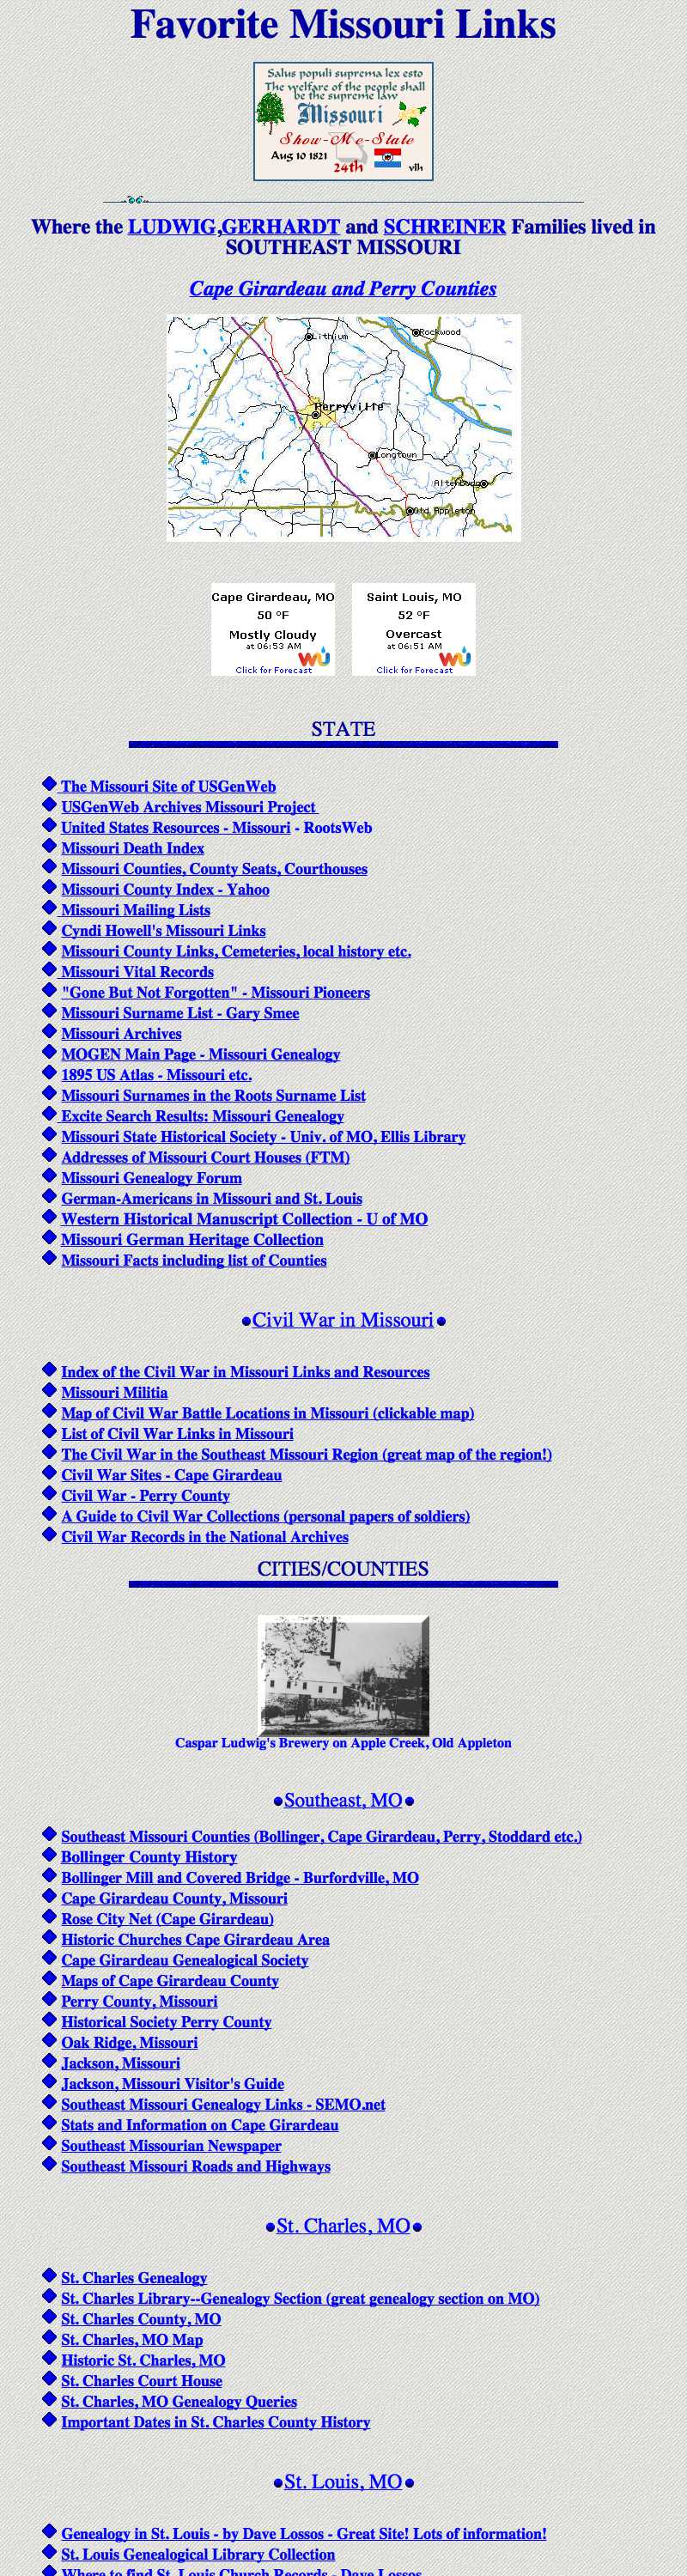 Favorite Missouri Links
Salus populi suprema lex esto
The welfare of the people shall
be the supreme law
Missouri
Show-Me-State
Aug 10 1821
24th
vlh
Where the LUDWIG,GERHARDT and SCHREINER Families lived in
SOUTHEAST MISSOURI
Cape Girardeau and Perry Counties
Lithium
Rockwood
Perryville
Longtown
Altenburg
Old Appleton
Cape Girardeau, MO
50 °F
Mostly Cloudy
at 06:53 AM
WU
Click for Forecast
Saint Louis, MO
52 °F
Overcast
at 06:51 AM
WU
Click for Forecast
STATE
The Missouri Site of USGenWeb
USGenWeb Archives Missouri Project
United States Resources - Missouri - RootsWeb
Missouri Death Index
Missouri Counties, County Seats, Courthouses
Missouri County Index - Yahoo
Missouri Mailing Lists
Cyndi Howell's Missouri Links
Missouri County Links, Cemeteries, local history etc.
Missouri Vital Records
"Gone But Not Forgotten" - Missouri Pioneers
Missouri Surname List - Gary Smee
Missouri Archives
MOGEN Main Page - Missouri Genealogy
1895 US Atlas - Missouri etc.
Missouri Surnames in the Roots Surname List
Excite Search Results: Missouri Genealogy
Missouri State Historical Society - Univ. of MO, Ellis Library
Addresses of Missouri Court Houses (FTM)
Missouri Genealogy Forum
German-Americans in Missouri and St. Louis
Western Historical Manuscript Collection - U of MO
Missouri German Heritage Collection
Missouri Facts including list of Counties
Civil War in Missouri
Index of the Civil War in Missouri Links and Resources
Missouri Militia
Map of Civil War Battle Locations in Missouri (clickable map)
List of Civil War Links in Missouri
The Civil War in the Southeast Missouri Region (great map of the region!)
Civil War Sites - Cape Girardeau
Civil War - Perry County
A Guide to Civil War Collections (personal papers of soldiers)
Civil War Records in the National Archives
CITIES/COUNTIES
Caspar Ludwig's Brewery on Apple Creek, Old Appleton
Southeast, MO
Southeast Missouri Counties (Bollinger, Cape Girardeau, Perry, Stoddard etc.)
Bollinger County History
Bollinger Mill and Covered Bridge - Burfordville, MO
Cape Girardeau County, Missouri
Rose City Net (Cape Girardeau)
Historic Churches Cape Girardeau Area
Cape Girardeau Genealogical Society
Maps of Cape Girardeau County
Perry County, Missouri
Historical Society Perry County
Oak Ridge, Missouri
Jackson, Missouri
Jackson, Missouri Visitor's Guide
Southeast Missouri Genealogy Links - SEMO.net
Stats and Information on Cape Girardeau
Southeast Missourian Newspaper
Southeast Missouri Roads and Highways
St. Charles, MO
St. Charles Genealogy
St. Charles Library--Genealogy Section (great genealogy section on MO)
St. Charles County, MO
St. Charles, MO Map
Historic St. Charles, MO
St. Charles Court House
St. Charles, MO Genealogy Queries
Important Dates in St. Charles County History
St. Louis, MO
Genealogy in St. Louis - by Dave Lossos - Great Site! Lots of information!
St. Louis Genealogical Library Collection
Where to find St. Louis Church Records - Dave Lossos